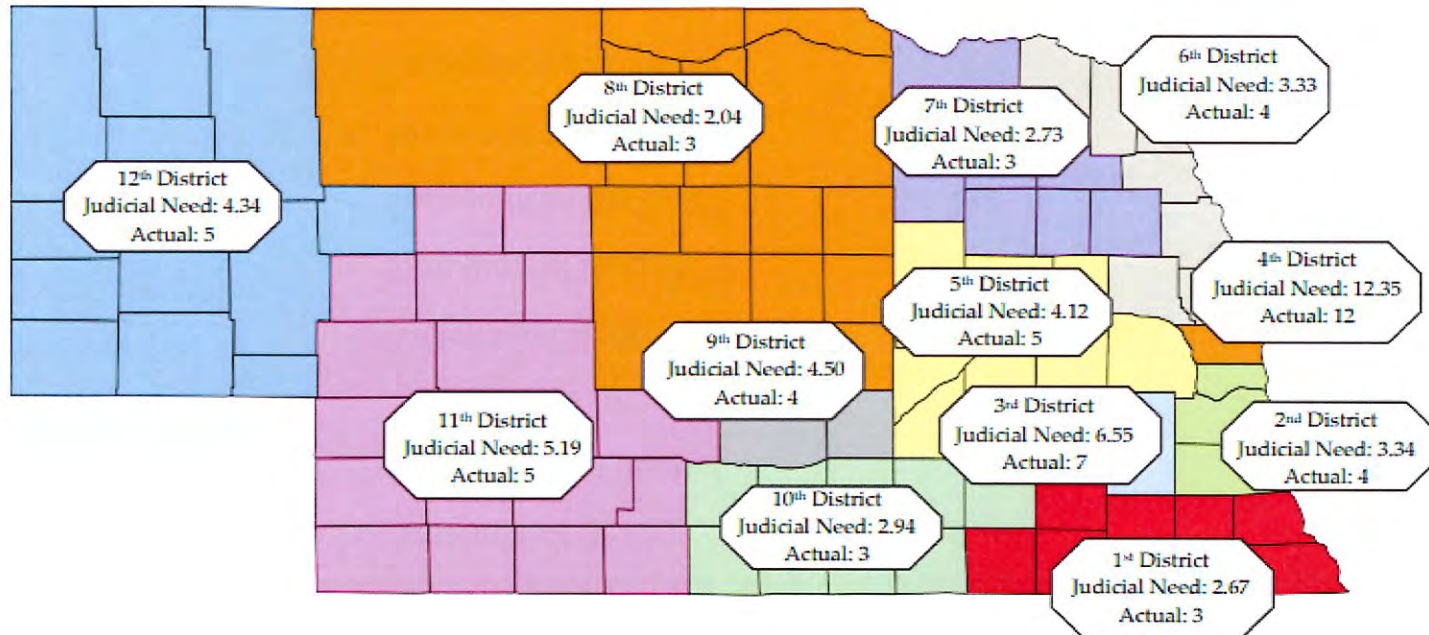 6th District
Judicial Need: 3.33
Actual: 4
8th District
Judicial Need: 2.04
Actual: 3
7th District
Judicial Need: 2.73
Actual: 3
12th District
Judicial Need: 4.34
Actual: 5
4th District
Judicial Need: 12.35
Actual: 12
5th District
Judicial Need: 4.12
Actual: 5
9th District
Judicial Need: 4.50
Actual: 4
11th District
Judicial Need: 5.19
Actual: 5
3rd District
Judicial Need: 6.55
Actual: 7
2nd District
Judicial Need: 3.34
Actual: 4
10th District
Judicial Need: 2.94
Actual: 3
1st District
Judicial Need: 2.67
Actual: 3